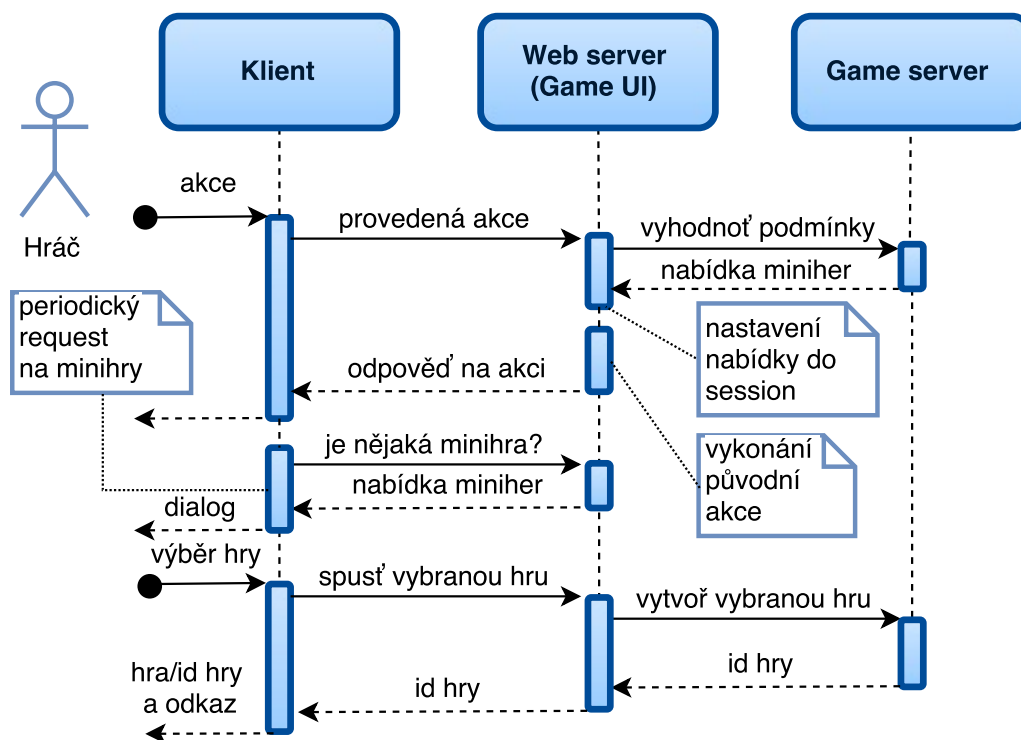 Klient
Web server
(Game UI)
Game server
akce
Hráč
provedená akce
vyhodnoť podmínky
nabídka miniher
periodický
request
na minihry
nastavení
nabídky do
session
odpověď na akci
je nějaká minihra?
nabídka miniher
vykonání
původní
akce
dialog
výběr hry
spusť vybranou hru
vytvoř vybranou hru
id hry
hra/id hry
a odkaz
id hry